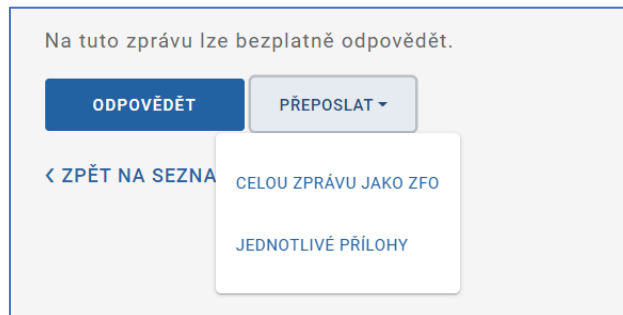 Na tuto zprávu lze bezplatně odpovědět.
ODPOVĚDĚT
PŘEPOSLAT
ZPĚT NA SEZNA
CELOU ZPRÁVU JAKO ZFO
JEDNOTLIVÉ PŘÍLOHY